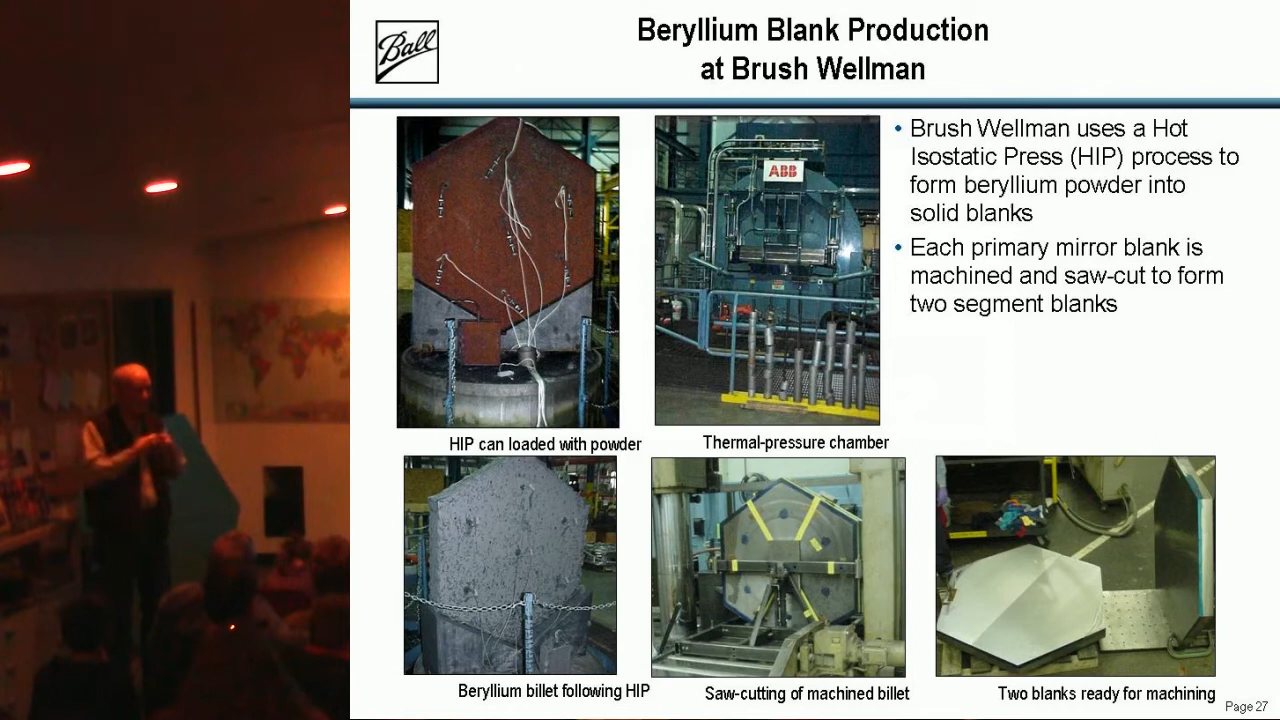 Ball
Beryllium Blank Production
at Brush Wellman
• Brush Wellman uses a Hot
Isostatic Press (HIP) process to
form beryllium powder into
solid blanks
• Each primary mirror blank is
machined and saw-cut to form
two segment blanks
ABB
HIP can loaded with powder
Thermal-pressure chamber
Beryllium billet following HIP
Saw-cutting of machined billet
Two blanks ready for machining
Page 27